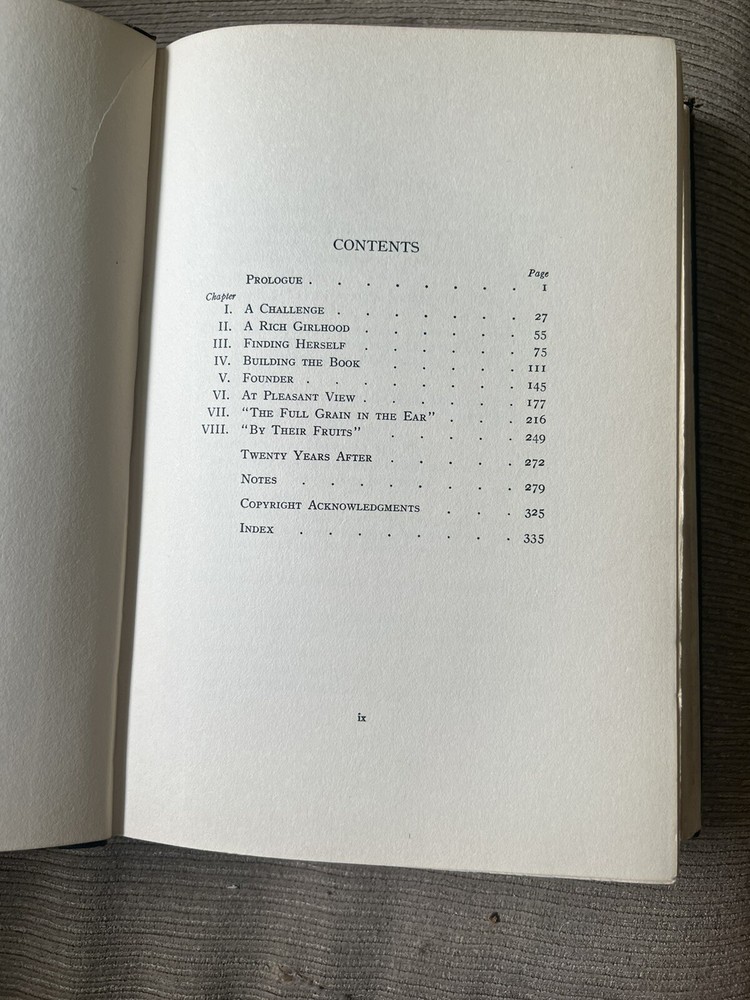 CONTENTS
Page
PROLOGUE . . . . . . . . 1
Chapter
I. A CHALLENGE . . . . . . . 27
II. A RICH GIRLHOOD . . . . . . 55
III. FINDING HERSELF . . . . . . 75
IV. BUILDING THE BOOK . . . . . 111
V. FOUNDER . . . . . . . . 145
VI. AT PLEASANT VIEW . . . . . . 177
VII. "THE FULL GRAIN IN THE EAR" . . . 216
VIII. "BY THEIR FRUITS" . . . . . 249
TWENTY YEARS AFTER . . . . . 272
NOTES . . . . . . . . 279
COPYRIGHT ACKNOWLEDGMENTS . . . 325
INDEX . . . . . . . . 335
ix